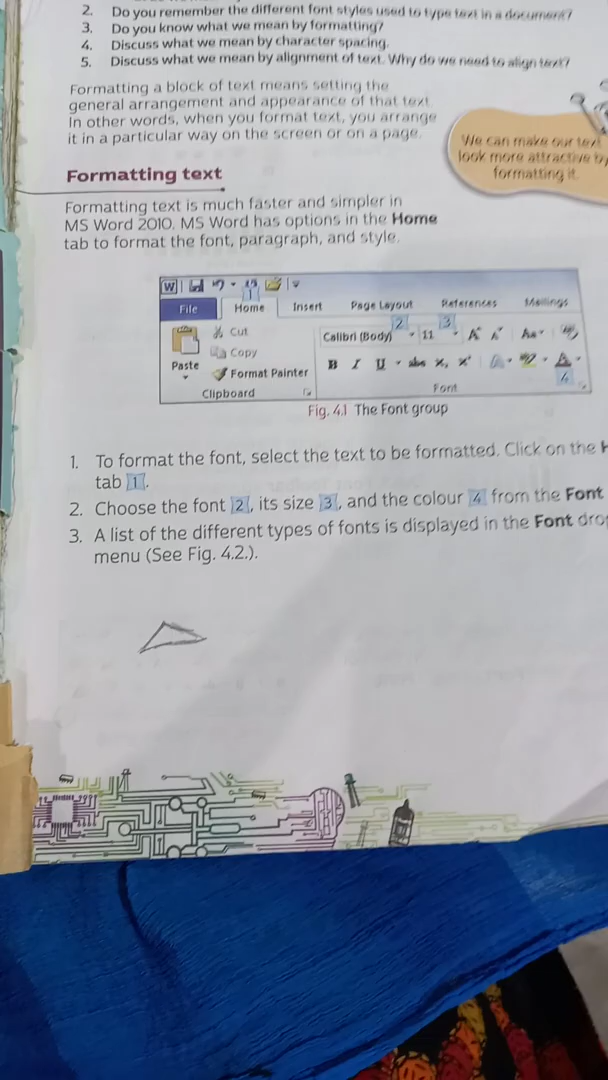 2. Do you remember the different font styles used to type text in a document?
3. Do you know what we mean by formatting?
4. Discuss what we mean by character spacing.
5. Discuss what we mean by alignment of text. Why do we need to align text?
Formatting a block of text means setting the
general arrangement and appearance of that text.
In other words, when you format text, you arrange
it in a particular way on the screen or on a page.
We can make our text
look more attractive by
formatting it.
Formatting text
Formatting text is much faster and simpler in
MS Word 2010. MS Word has options in the Home
tab to format the font, paragraph, and style.
W
1
File Home Insert Page Layout References Mailings
2 3
Cut
Calibri (Body) 11 A A Aa
Copy
Paste
B I U abc x, x² A
Format Painter
4
Clipboard Font
Fig. 4.1 The Font group
1. To format the font, select the text to be formatted. Click on the
tab 1.
2. Choose the font 2, its size 3, and the colour 4 from the Font
3. A list of the different types of fonts is displayed in the Font
menu (See Fig. 4.2.).